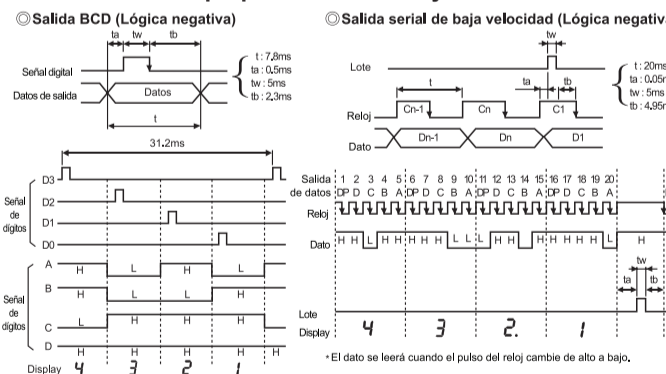 ◎Salida BCD (Lógica negativa)
ta tw tb
Señal digital
Datos de salida
Datos
t
t : 7,8ms
ta : 0.5ms
tw : 5ms
tb : 2.3ms
31.2ms
Señal de dígitos
D3
D2
D1
D0
Señal de dígitos
A H L H L
B H L L H
C L H H H
D H H H H H
Display 4 3 2 1
◎Salida serial de baja velocidad (Lógica negativa
tw
Lote
t ta tb
Reloj Cn-1 Cn C1
Dato Dn-1 Dn D1
t : 20ms
ta : 0.05m
tw : 5ms
tb : 4.95m
Salida 1 2 3 4 5 6 7 8 9 10 11 12 13 14 15 16 17 18 19 20
de datos DP D C B A DP D C B A DP D C B A DP D C B A
Reloj
Dato H H L H H H H H L L L H H L H H H H H L H
tw
ta tb
Lote
Display 4 3 2. 1
*El dato se leerá cuando el pulso del reloj cambie de alto a bajo.